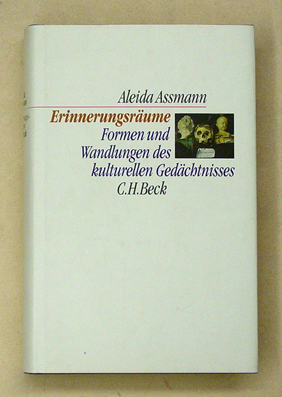 Aleida Assmann
Erinnerungsräume
Formen und
Wandlungen des
kulturellen Gedächtnisses
C.H.Beck